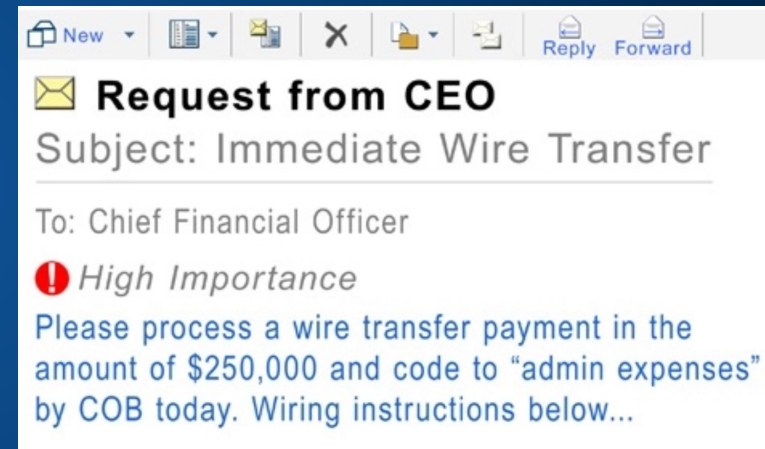 New Reply Forward
Request from CEO
Subject: Immediate Wire Transfer
To: Chief Financial Officer
High Importance
Please process a wire transfer payment in the
amount of $250,000 and code to “admin expenses”
by COB today. Wiring instructions below...